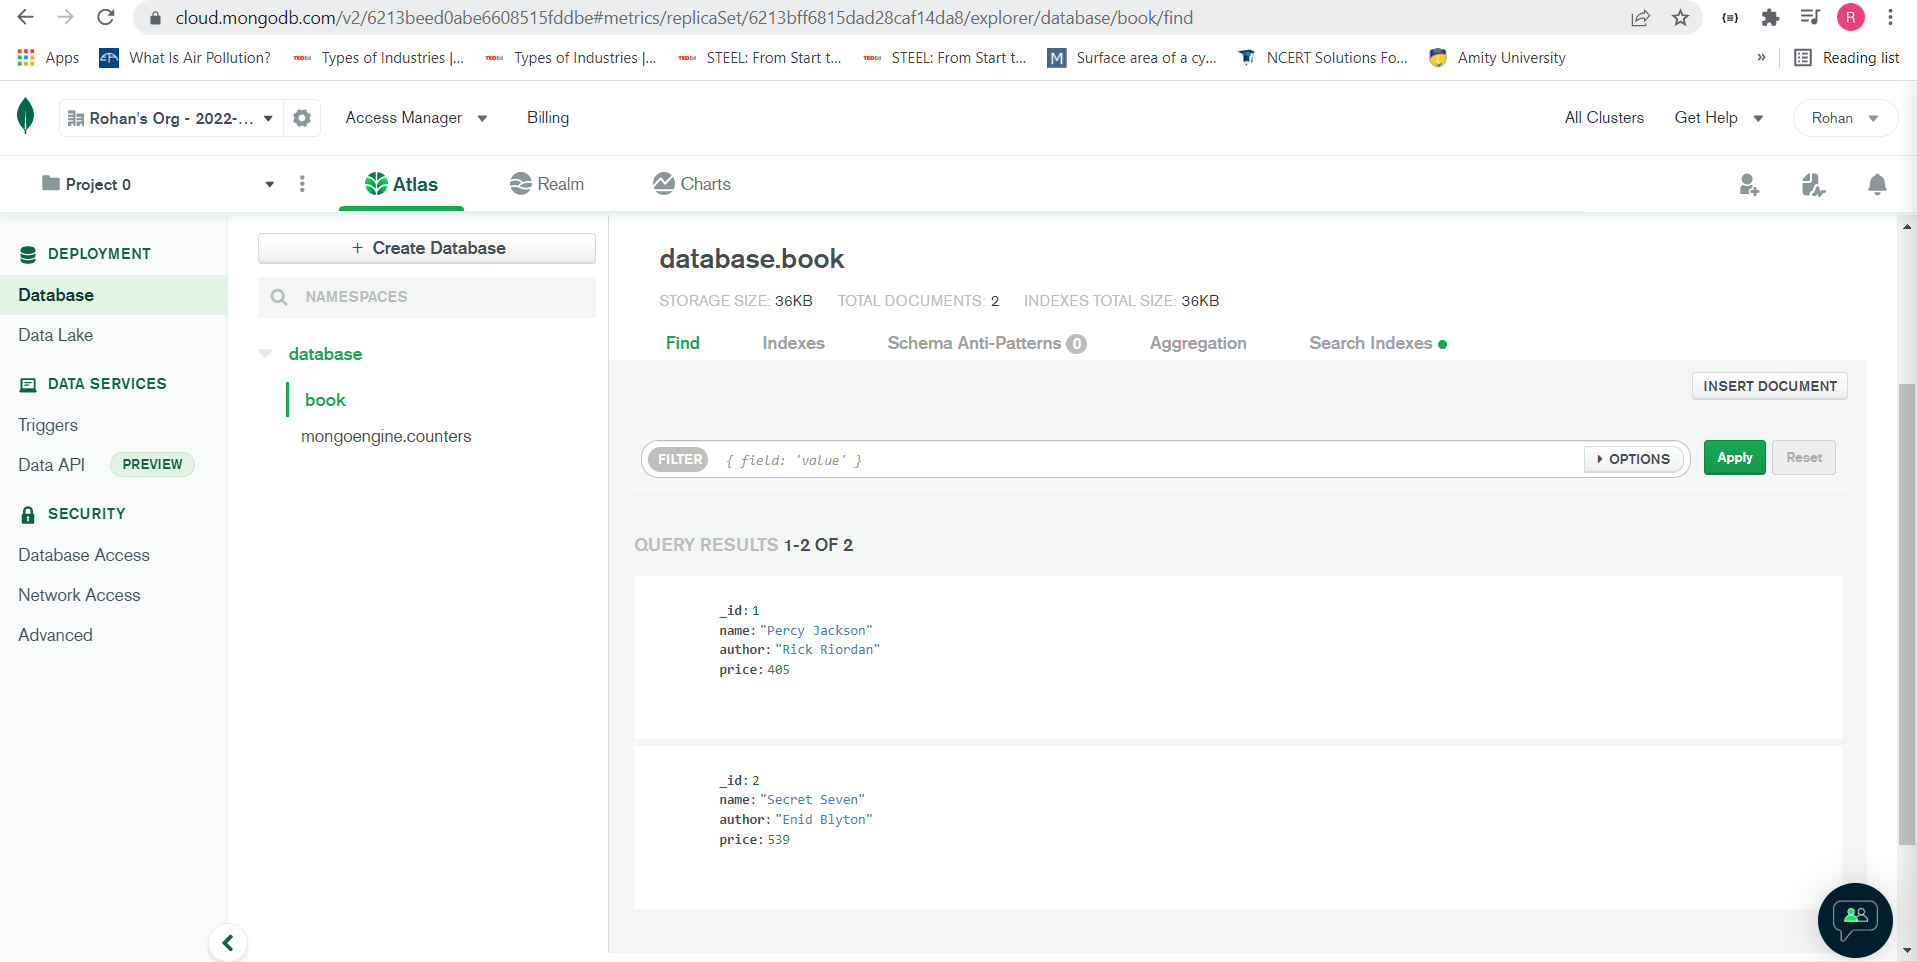 cloud.mongodb.com/v2/6213beed0abe6608515fddbe#metrics/replicaSet/6213bff6815dad28caf14da8/explorer/database/book/find
R
Apps What Is Air Pollution? Types of Industries |... Types of Industries |... STEEL: From Start t... STEEL: From Start t... M Surface area of a cy... NCERT Solutions Fo... Amity University » Reading list
Rohan's Org - 2022-... Access Manager Billing All Clusters Get Help Rohan
Project 0 Atlas Realm Charts
DEPLOYMENT
Database
Data Lake
DATA SERVICES
Triggers
Data API PREVIEW
SECURITY
Database Access
Network Access
Advanced
+ Create Database
NAMESPACES
database
book
mongoengine.counters
database.book
STORAGE SIZE: 36KB TOTAL DOCUMENTS: 2 INDEXES TOTAL SIZE: 36KB
Find Indexes Schema Anti-Patterns 0 Aggregation Search Indexes
INSERT DOCUMENT
FILTER { field: 'value' } OPTIONS Apply Reset
QUERY RESULTS 1-2 OF 2
_id: 1
name: "Percy Jackson"
author: "Rick Riordan"
price: 405
_id: 2
name: "Secret Seven"
author: "Enid Blyton"
price: 539